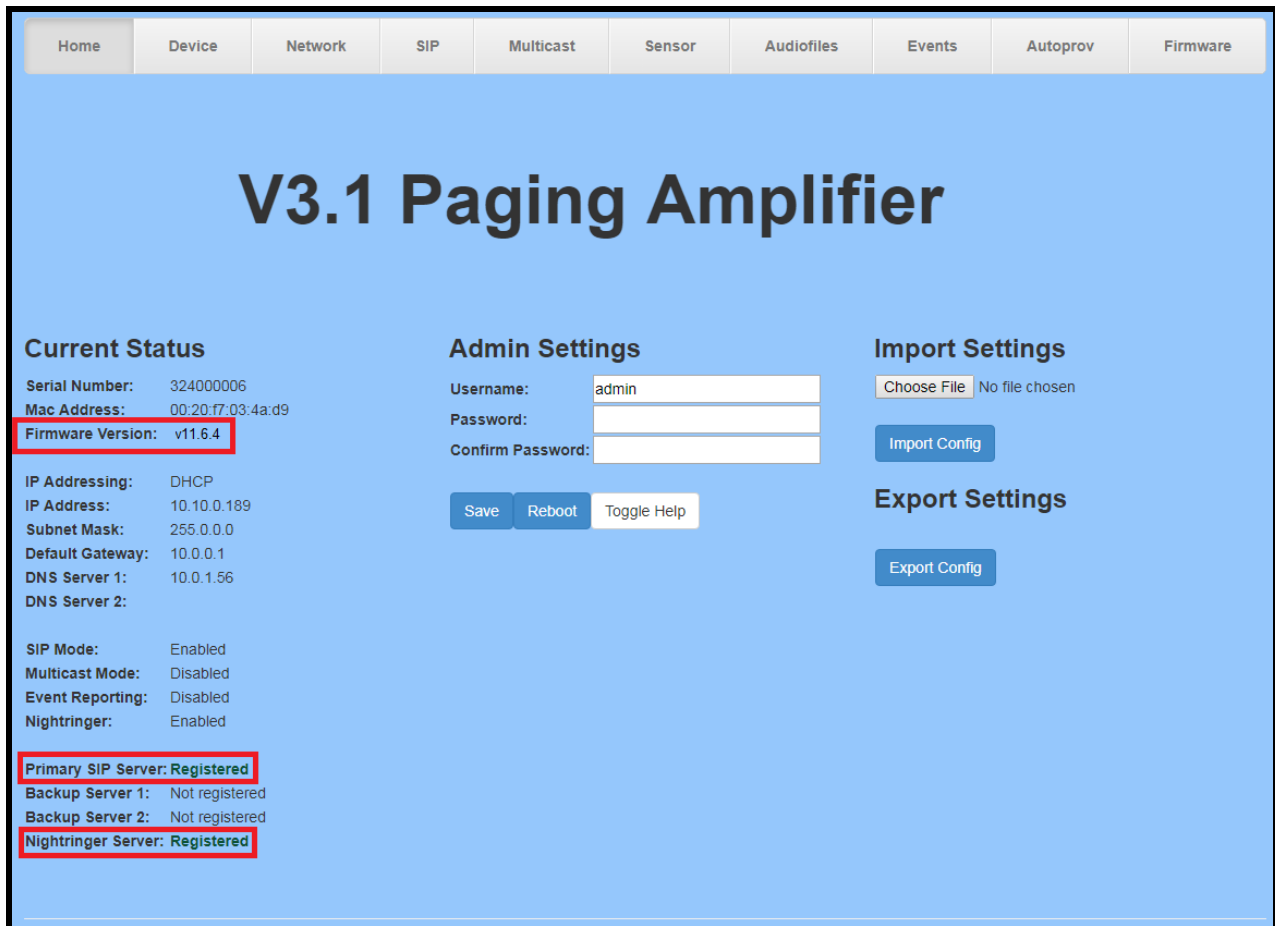 Home Device Network SIP Multicast Sensor Audiofiles Events Autoprov Firmware
V3.1 Paging Amplifier
Current Status
Serial Number: 324000006
Mac Address: 00:20:f7:03:4a:d9
Firmware Version: v11.6.4
IP Addressing: DHCP
IP Address: 10.10.0.189
Subnet Mask: 255.0.0.0
Default Gateway: 10.0.0.1
DNS Server 1: 10.0.1.56
DNS Server 2:
SIP Mode: Enabled
Multicast Mode: Disabled
Event Reporting: Disabled
Nightringer: Enabled
Primary SIP Server: Registered
Backup Server 1: Not registered
Backup Server 2: Not registered
Nightringer Server: Registered
Admin Settings
Username: admin
Password:
Confirm Password:
Save Reboot Toggle Help
Import Settings
Choose File No file chosen
Import Config
Export Settings
Export Config